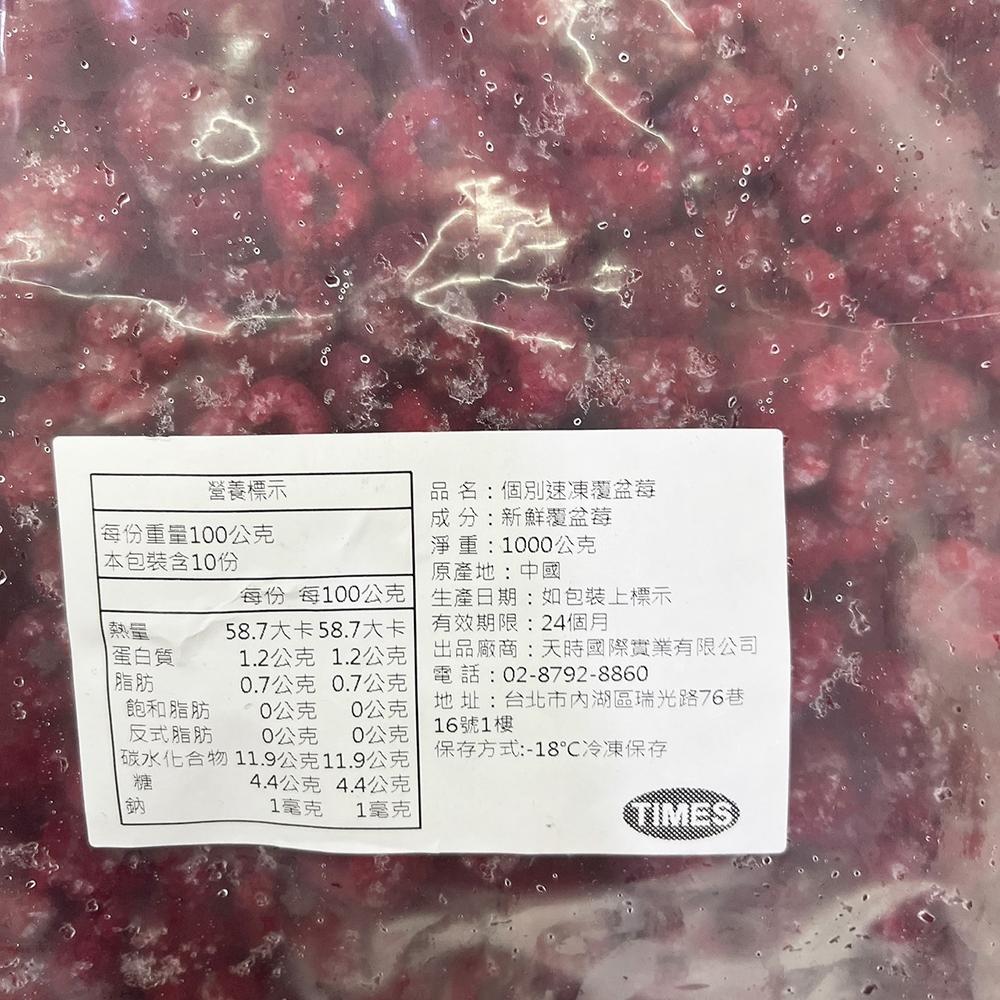 營養標示
每份重量100公克
本包裝含10份
每份 每100公克
熱量 58.7大卡 58.7大卡
蛋白質 1.2公克 1.2公克
脂肪 0.7公克 0.7公克
飽和脂肪 0公克 0公克
反式脂肪 0公克 0公克
碳水化合物 11.9公克 11.9公克
糖 4.4公克 4.4公克
鈉 1毫克 1毫克
品 名：個別速凍覆盆莓
成 分：新鮮覆盆莓
淨 重：1000公克
原產地：中國
生產日期：如包裝上標示
有效期限：24個月
出品廠商：天時國際實業有限公司
電 話：02-8792-8860
地 址：台北市內湖區瑞光路76巷
16號1樓
保存方式:-18℃冷凍保存
TIMES